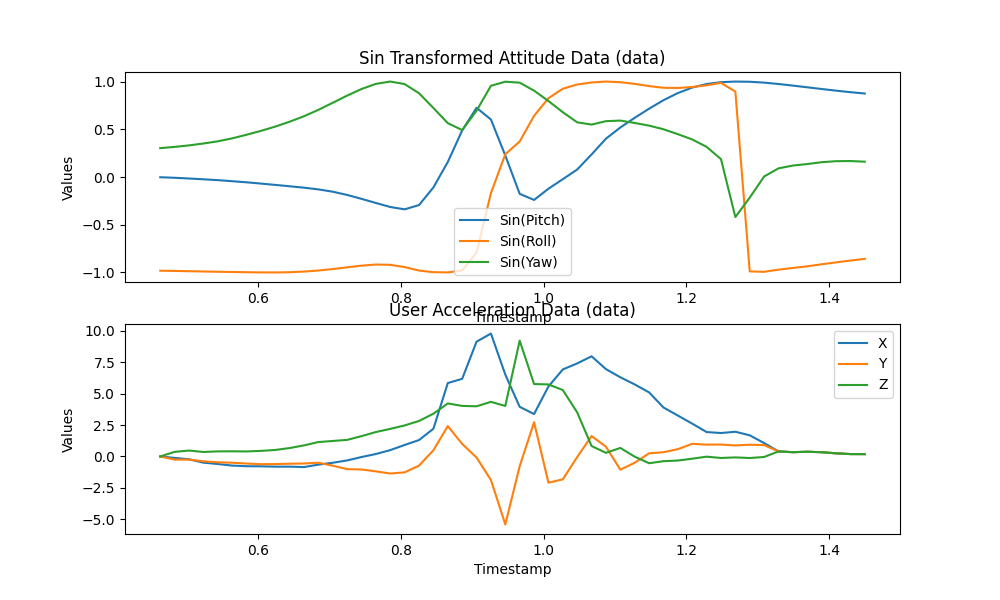 Sin Transformed Attitude Data (data)
Values
1.0
0.5
0.0
−0.5
−1.0
Sin(Pitch)
Sin(Roll)
Sin(Yaw)
0.6 0.8 1.0 1.2 1.4
Timestamp
User Acceleration Data (data)
Values
10.0
7.5
5.0
2.5
0.0
−2.5
−5.0
X
Y
Z
0.6 0.8 1.0 1.2 1.4
Timestamp